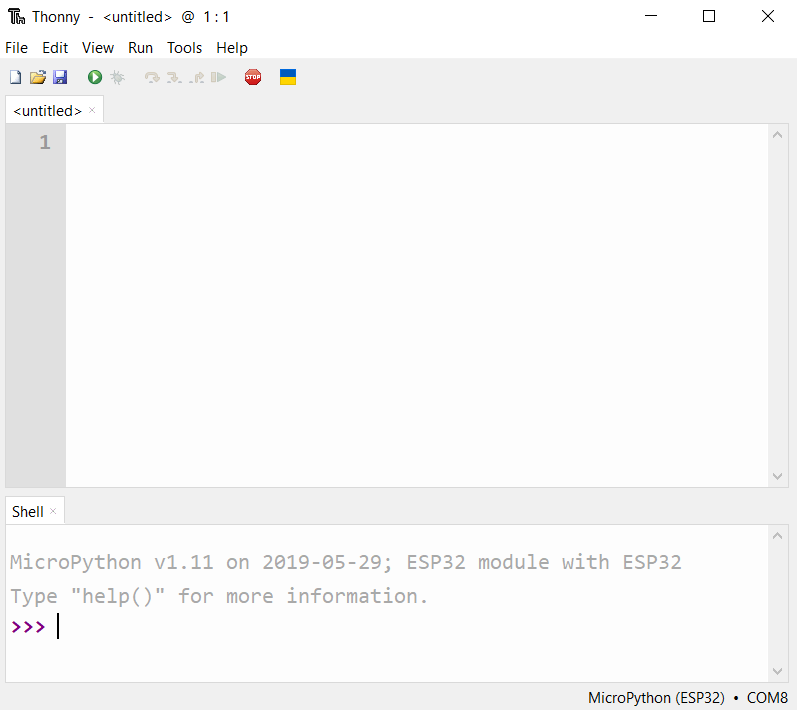 Thonny - <untitled> @ 1 : 1
File Edit View Run Tools Help
STOP
<untitled> ×
1
Shell ×
MicroPython v1.11 on 2019-05-29; ESP32 module with ESP32
Type "help()" for more information.
>>>
MicroPython (ESP32) • COM8